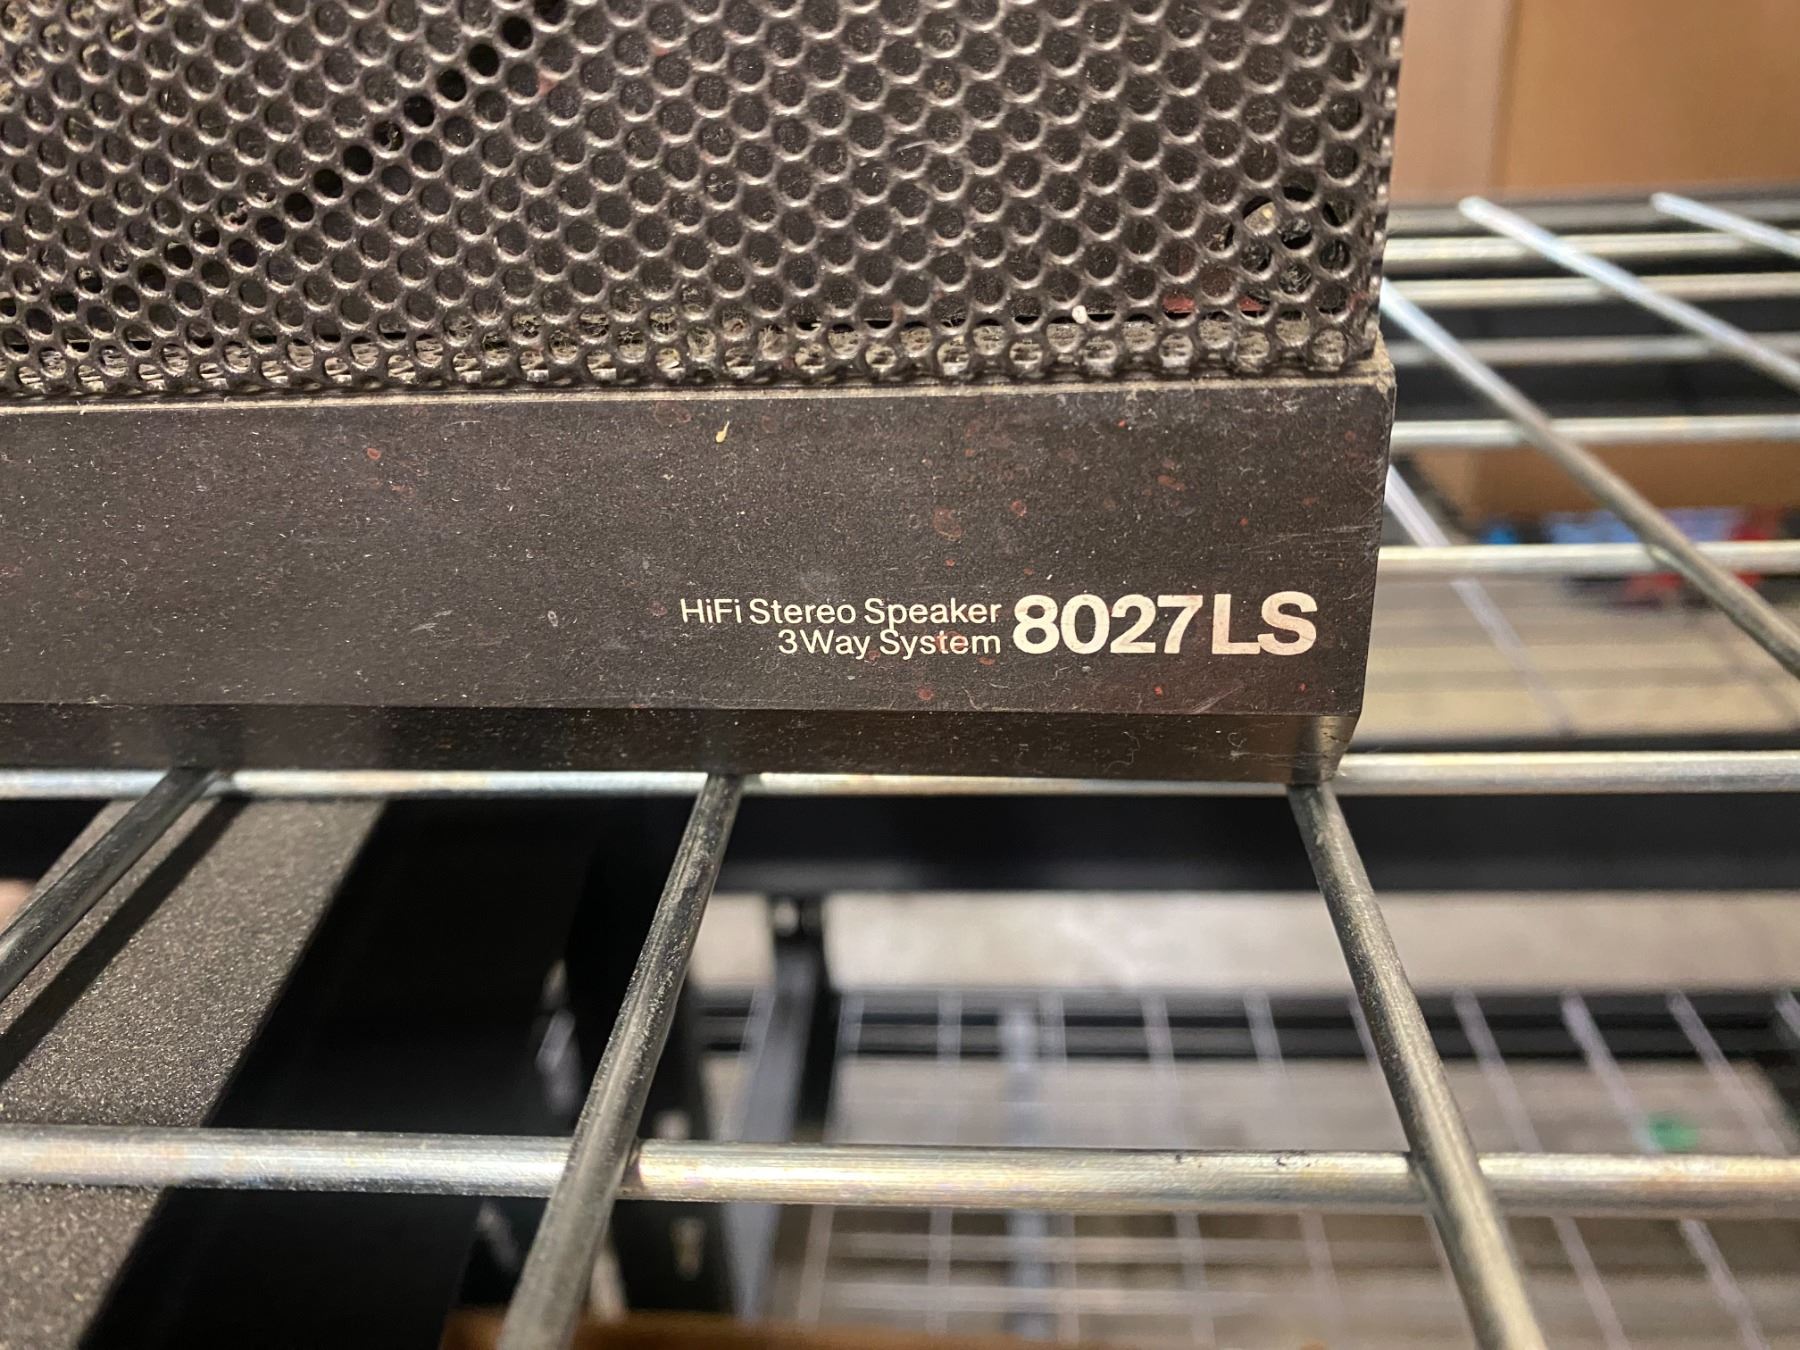 HiFi Stereo Speaker
3Way System 8027LS